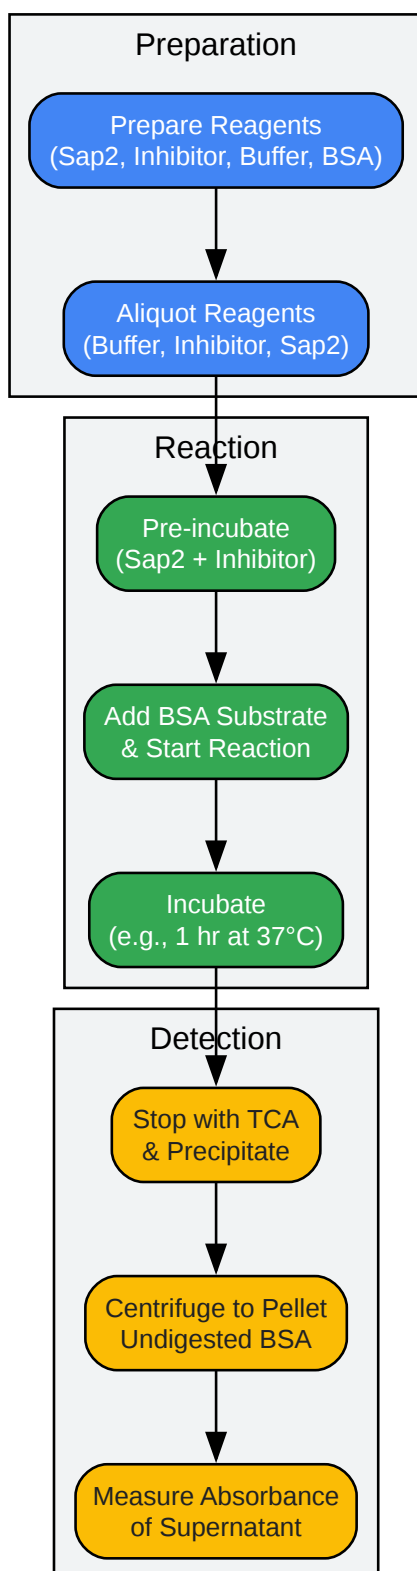 Preparation
Prepare Reagents
(Sap2, Inhibitor, Buffer, BSA)
Aliquot Reagents
(Buffer, Inhibitor, Sap2)
Reaction
Pre-incubate
(Sap2 + Inhibitor)
Add BSA Substrate
& Start Reaction
Incubate
(e.g., 1 hr at 37°C)
Detection
Stop with TCA
& Precipitate
Centrifuge to Pellet
Undigested BSA
Measure Absorbance
of Supernatant